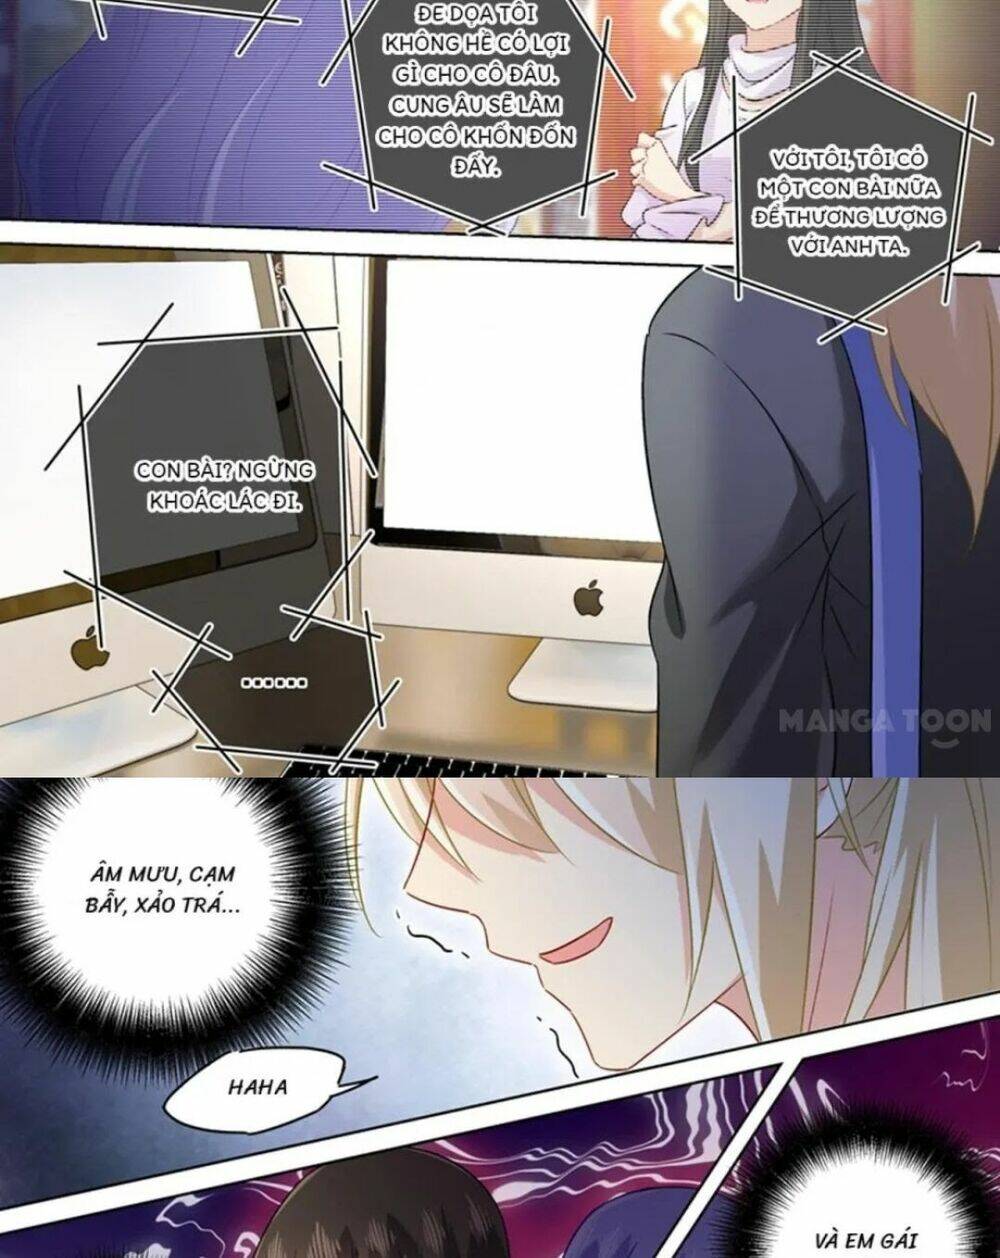 ĐE DỌA TÔI
KHÔNG HỀ CÓ LỢI
GÌ CHO CÔ ĐÂU.
CUNG ÂU SẼ LÀM
CHO CÔ KHỐN ĐỐN
ĐẤY.
VỚI TÔI, TÔI CÓ
MỘT CON BÀI NỮA
ĐỂ THƯƠNG LƯỢNG
VỚI ANH TA.
CON BÀI? NGỪNG
KHOÁC LÁC ĐI.
......
MANGA TOON
ÂM MƯU, CẠM
BẪY, XẢO TRÁ...
HAHA
VÀ EM GÁI